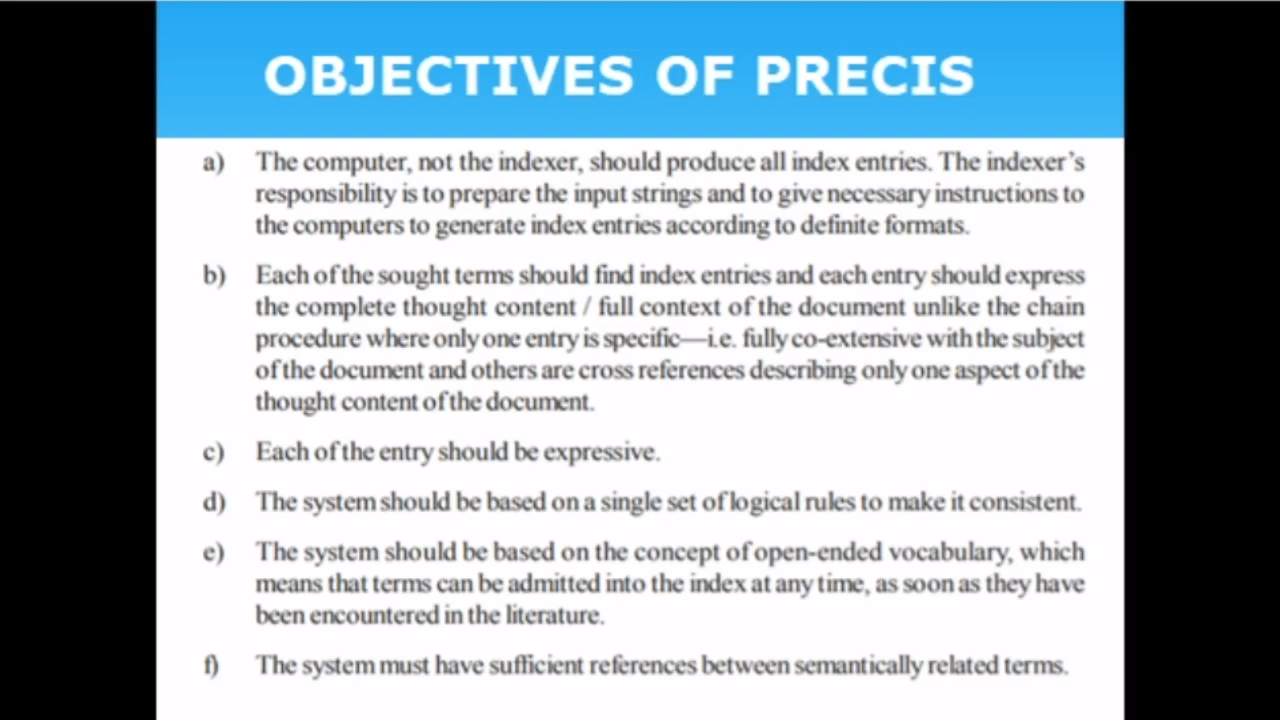 OBJECTIVES OF PRECIS
a) The computer, not the indexer, should produce all index entries. The indexer's
responsibility is to prepare the input strings and to give necessary instructions to
the computers to generate index entries according to definite formats.
b) Each of the sought terms should find index entries and each entry should express
the complete thought content / full context of the document unlike the chain
procedure where only one entry is specific—i.e. fully co-extensive with the subject
of the document and others are cross references describing only one aspect of the
thought content of the document.
c) Each of the entry should be expressive.
d) The system should be based on a single set of logical rules to make it consistent.
e) The system should be based on the concept of open-ended vocabulary, which
means that terms can be admitted into the index at any time, as soon as they have
been encountered in the literature.
f) The system must have sufficient references between semantically related terms.